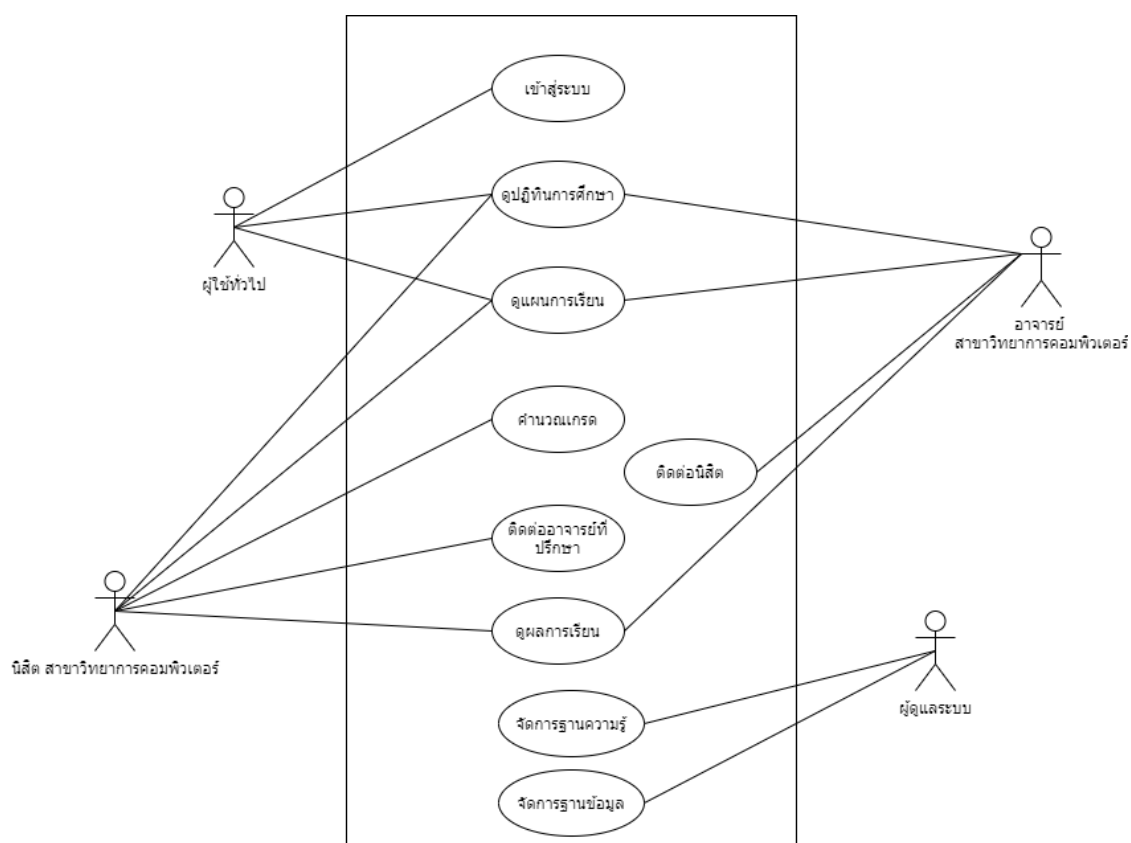 เข้าสู่ระบบ
ดูปฏิทินการศึกษา
ผู้ใช้ทั่วไป
ดูแผนการเรียน
อาจารย์
สาขาวิทยาการคอมพิวเตอร์
คำนวณเกรด
ติดต่อนิสิต
ติดต่ออาจารย์ที่
ปรึกษา
ดูผลการเรียน
นิสิต สาขาวิทยาการคอมพิวเตอร์
ผู้ดูแลระบบ
จัดการฐานความรู้
จัดการฐานข้อมูล